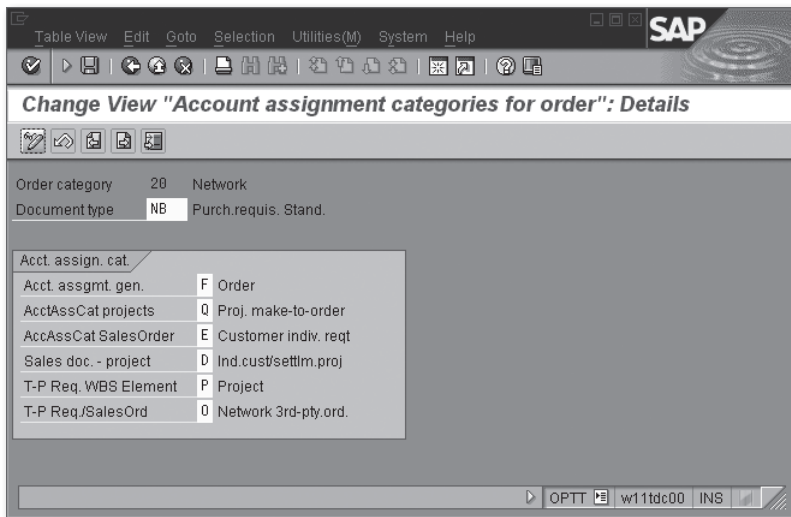 SAP
Table View Edit Goto Selection Utilities(M) System Help
Change View "Account assignment categories for order": Details
Order category 20 Network
Document type NB Purch.requis. Stand.
Acct. assign. cat.
Acct. assgmt. gen. F Order
AcctAssCat projects Q Proj. make-to-order
AccAssCat SalesOrder E Customer indiv. reqt
Sales doc. - project D Ind.cust/settlm.proj
T-P Req. WBS Element P Project
T-P Req./SalesOrd O Network 3rd-pty.ord.
OPTT w11tdc00 INS